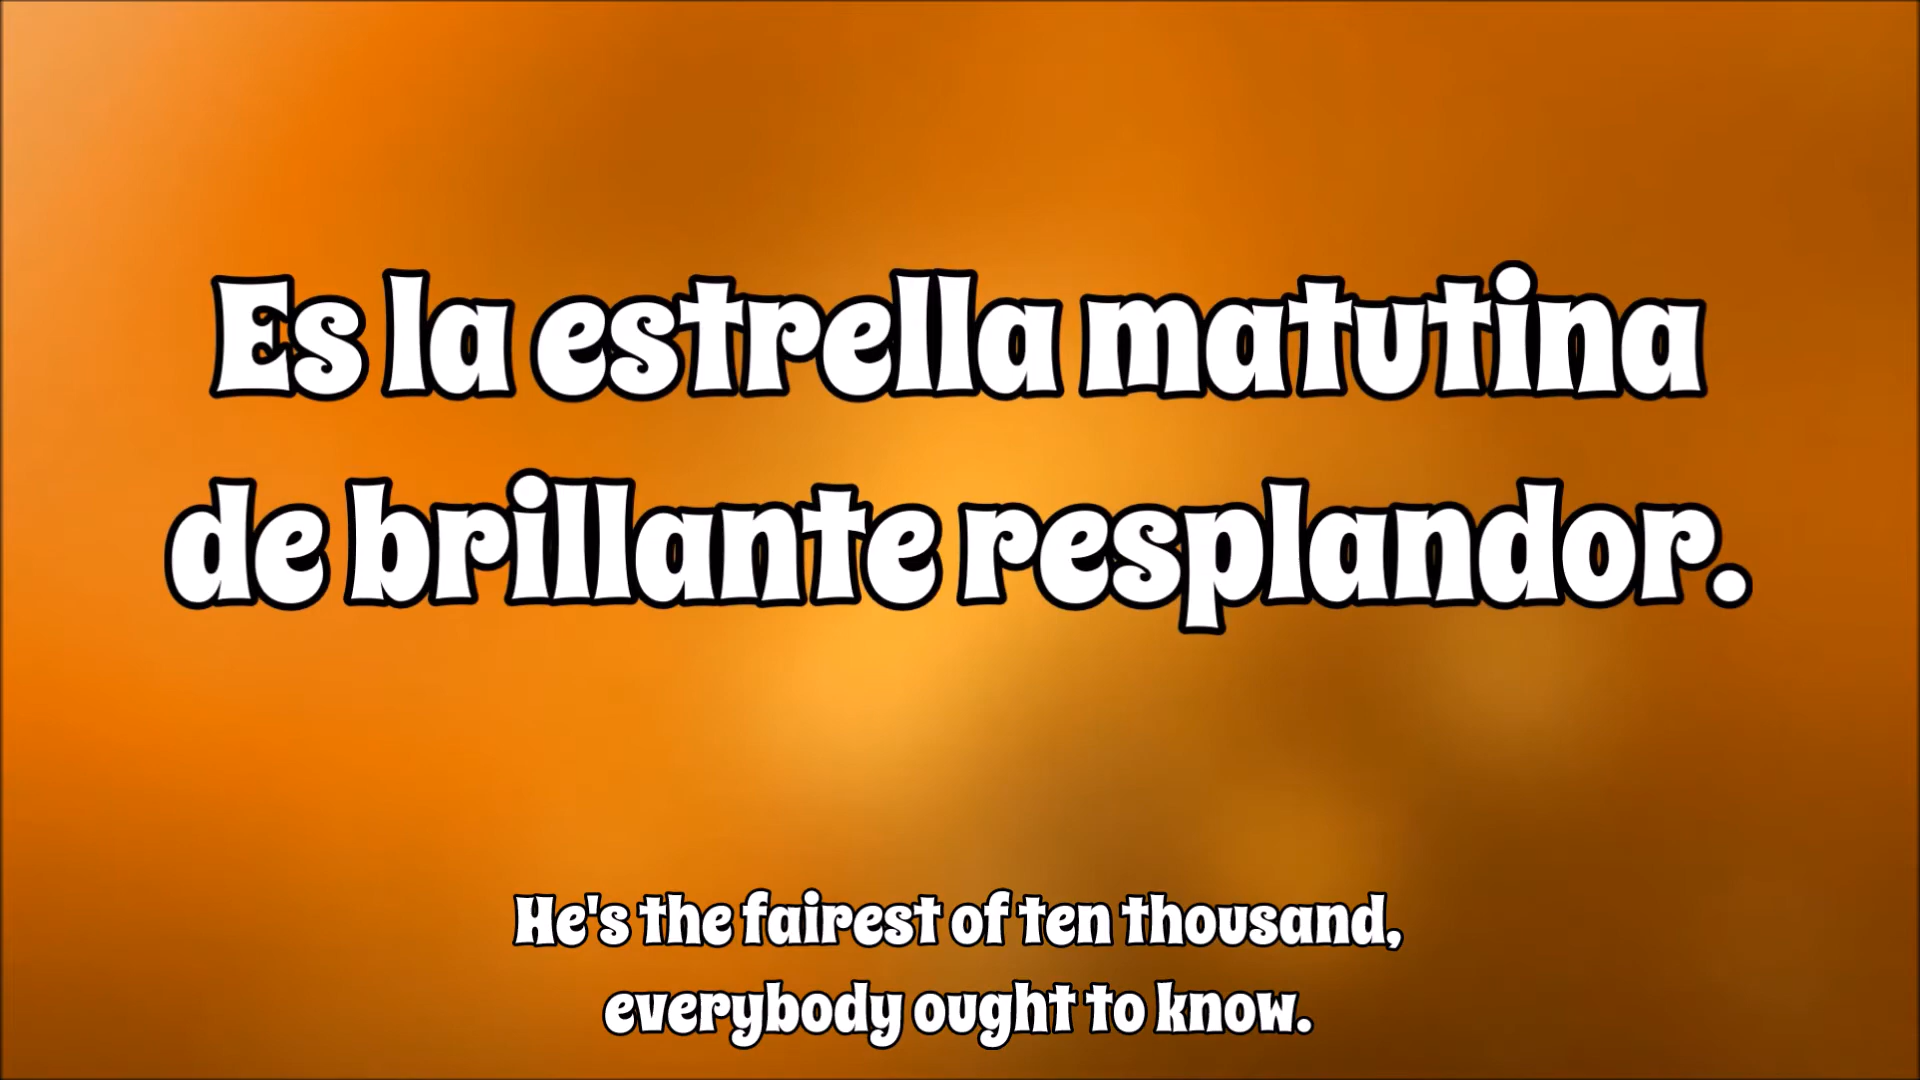 Es la estrella matutina
de brillante resplandor.
He's the fairest of ten thousand,
everybody ought to know.